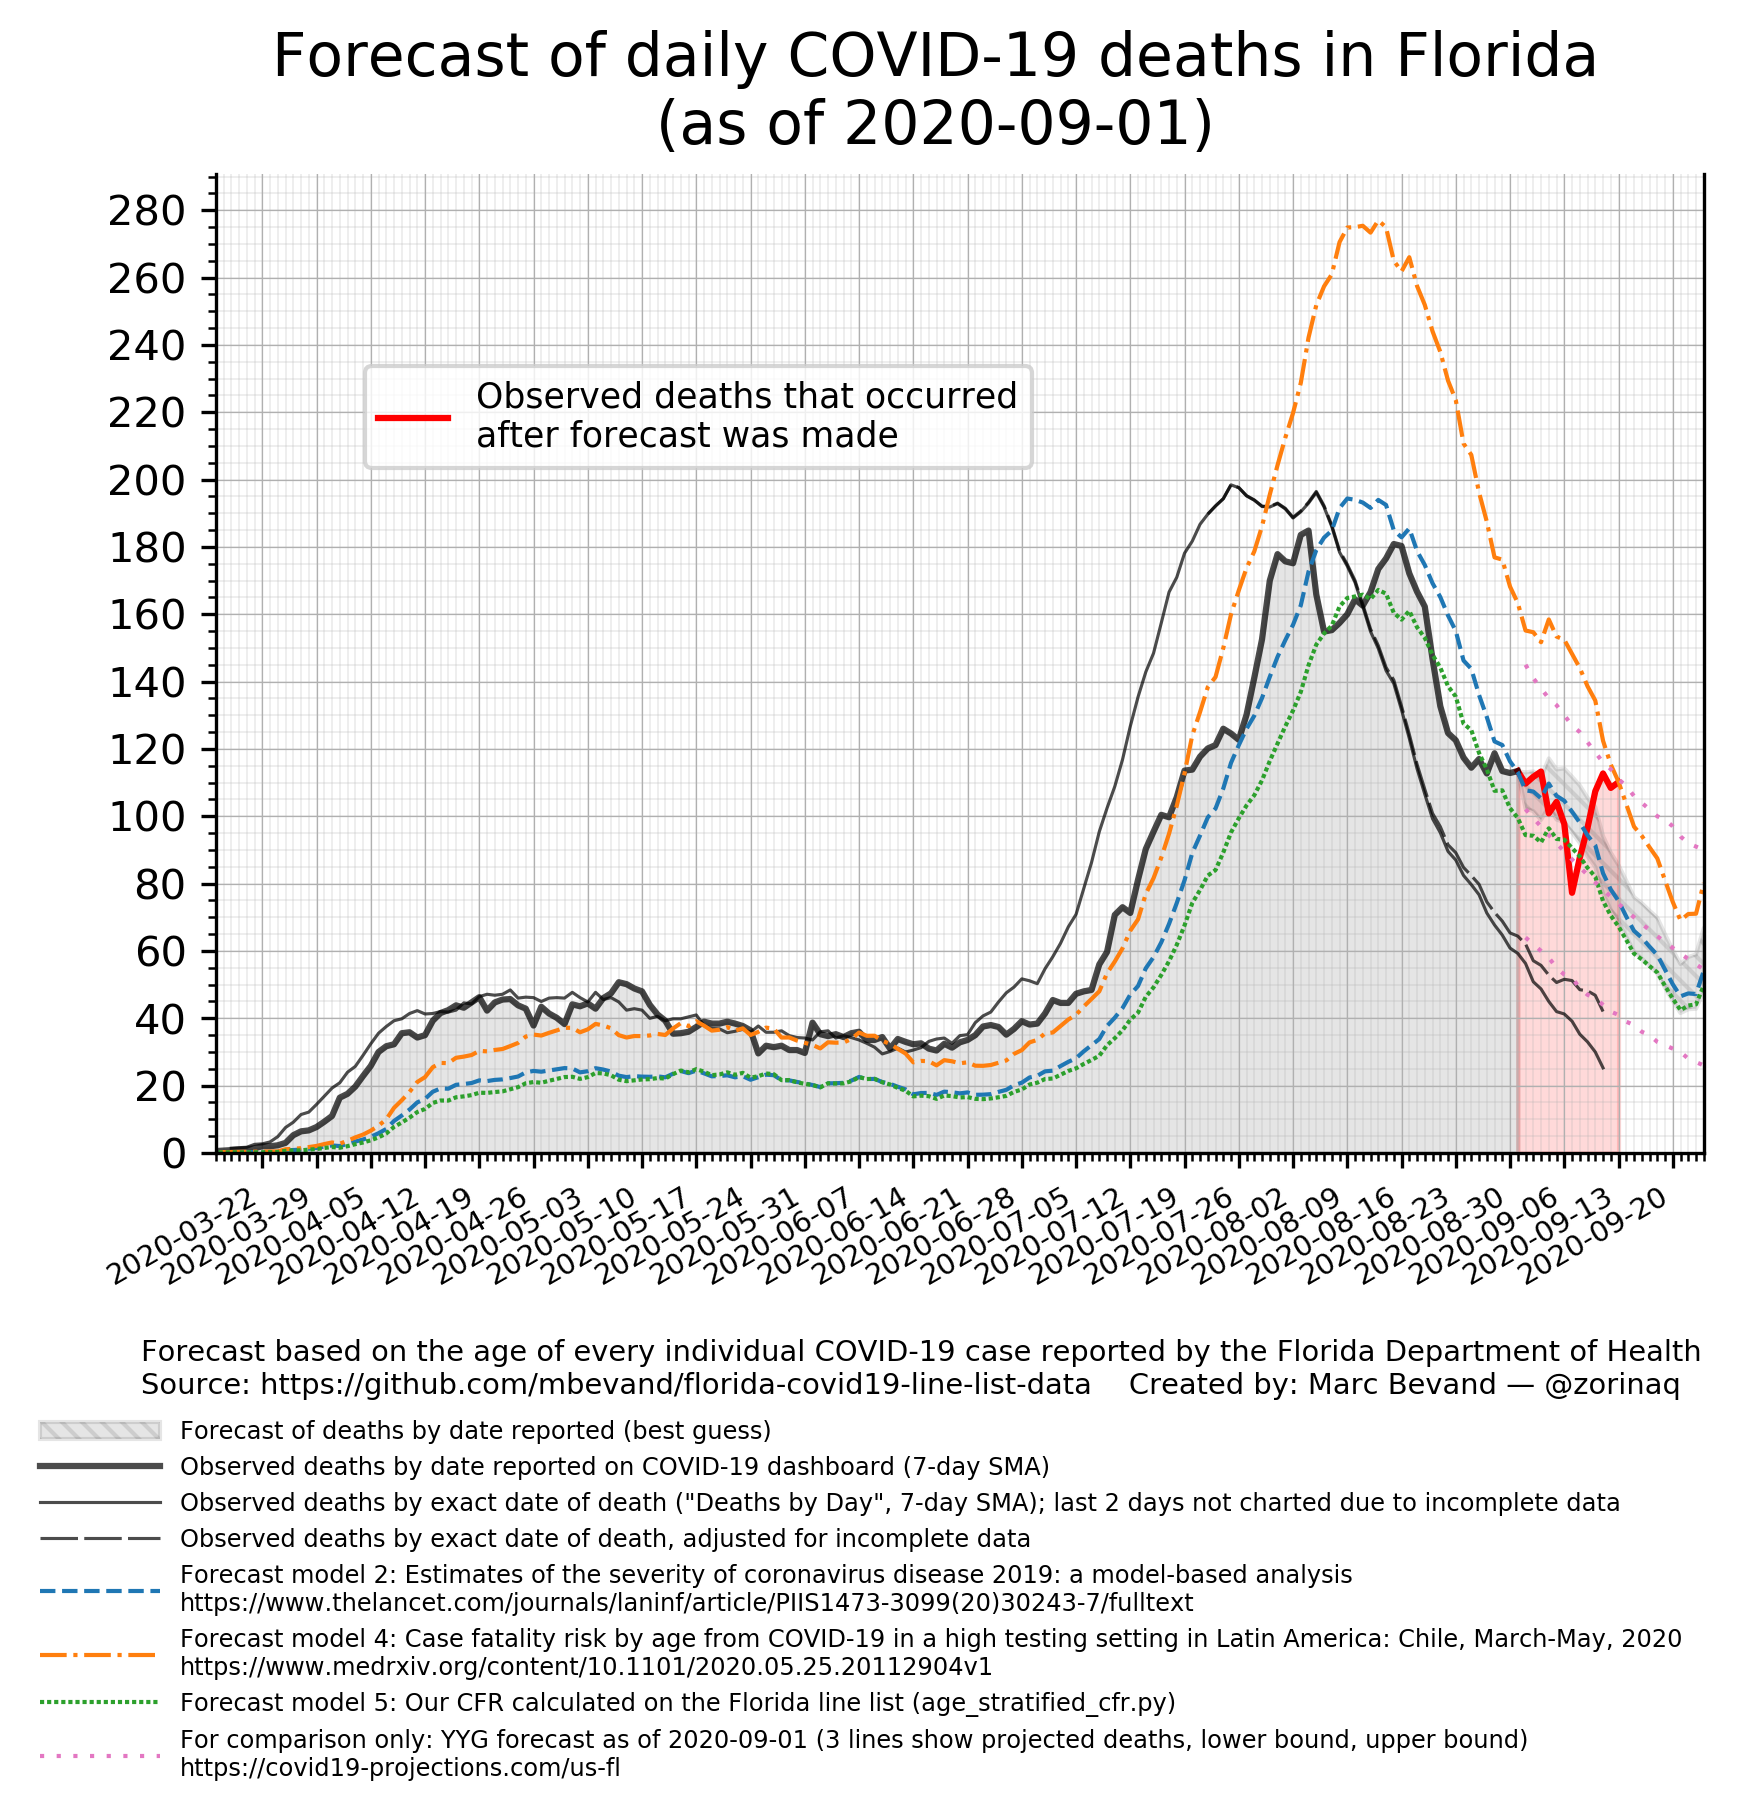 Forecast of daily COVID-19 deaths in Florida
(as of 2020-09-01)
280
260
240
220
200
180
160
140
120
100
80
60
40
20
0
Observed deaths that occurred
after forecast was made
2020-03-22
2020-03-29
2020-04-05
2020-04-12
2020-04-19
2020-04-26
2020-05-03
2020-05-10
2020-05-17
2020-05-24
2020-05-31
2020-06-07
2020-06-14
2020-06-21
2020-06-28
2020-07-05
2020-07-12
2020-07-19
2020-07-26
2020-08-02
2020-08-09
2020-08-16
2020-08-23
2020-08-30
2020-09-06
2020-09-13
2020-09-20
Forecast based on the age of every individual COVID-19 case reported by the Florida Department of Health
Source: https://github.com/mbevand/florida-covid19-line-list-data Created by: Marc Bevand — @zorinaq
Forecast of deaths by date reported (best guess)
Observed deaths by date reported on COVID-19 dashboard (7-day SMA)
Observed deaths by exact date of death ("Deaths by Day", 7-day SMA); last 2 days not charted due to incomplete data
Observed deaths by exact date of death, adjusted for incomplete data
Forecast model 2: Estimates of the severity of coronavirus disease 2019: a model-based analysis
https://www.thelancet.com/journals/laninf/article/PIIS1473-3099(20)30243-7/fulltext
Forecast model 4: Case fatality risk by age from COVID-19 in a high testing setting in Latin America: Chile, March-May, 2020
https://www.medrxiv.org/content/10.1101/2020.05.25.20112904v1
Forecast model 5: Our CFR calculated on the Florida line list (age_stratified_cfr.py)
For comparison only: YYG forecast as of 2020-09-01 (3 lines show projected deaths, lower bound, upper bound)
https://covid19-projections.com/us-fl